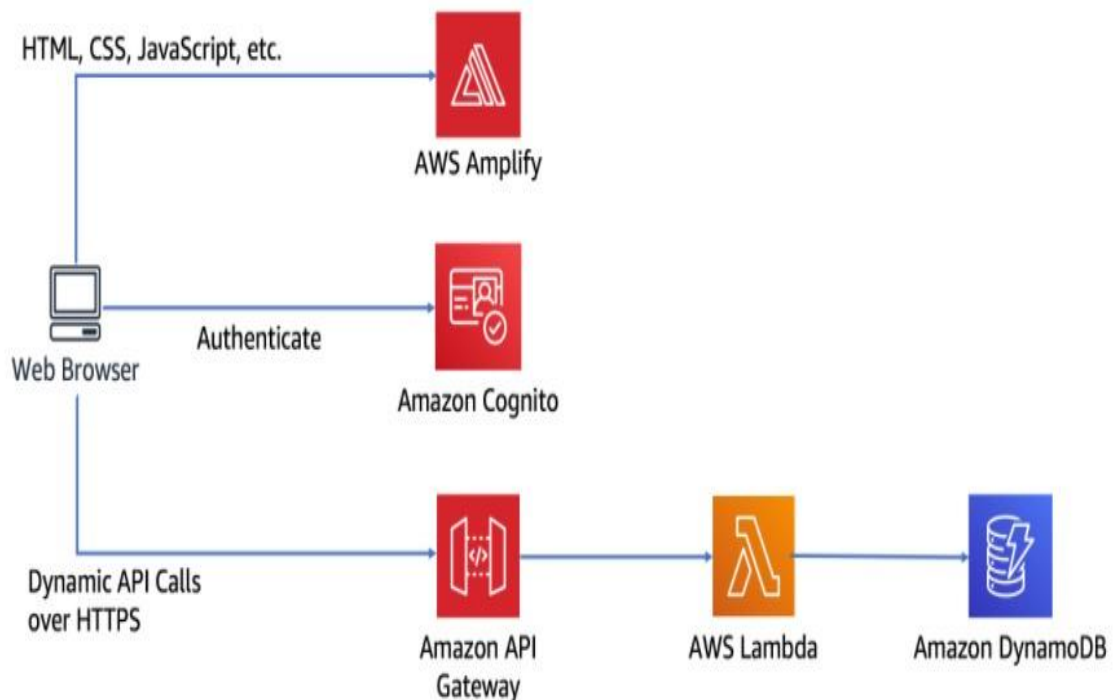 HTML, CSS, JavaScript, etc.
AWS Amplify
Web Browser
Authenticate
Amazon Cognito
Dynamic API Calls
over HTTPS
</>
Amazon API
Gateway
AWS Lambda
Amazon DynamoDB